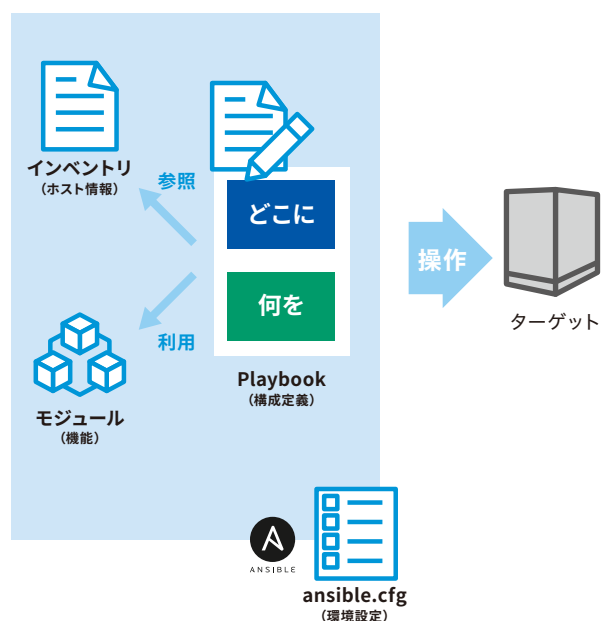 インベントリ
（ホスト情報）
参照
どこに
何を
操作
ターゲット
利用
モジュール
（機能）
Playbook
（構成定義）
ANSIBLE
ansible.cfg
（環境設定）